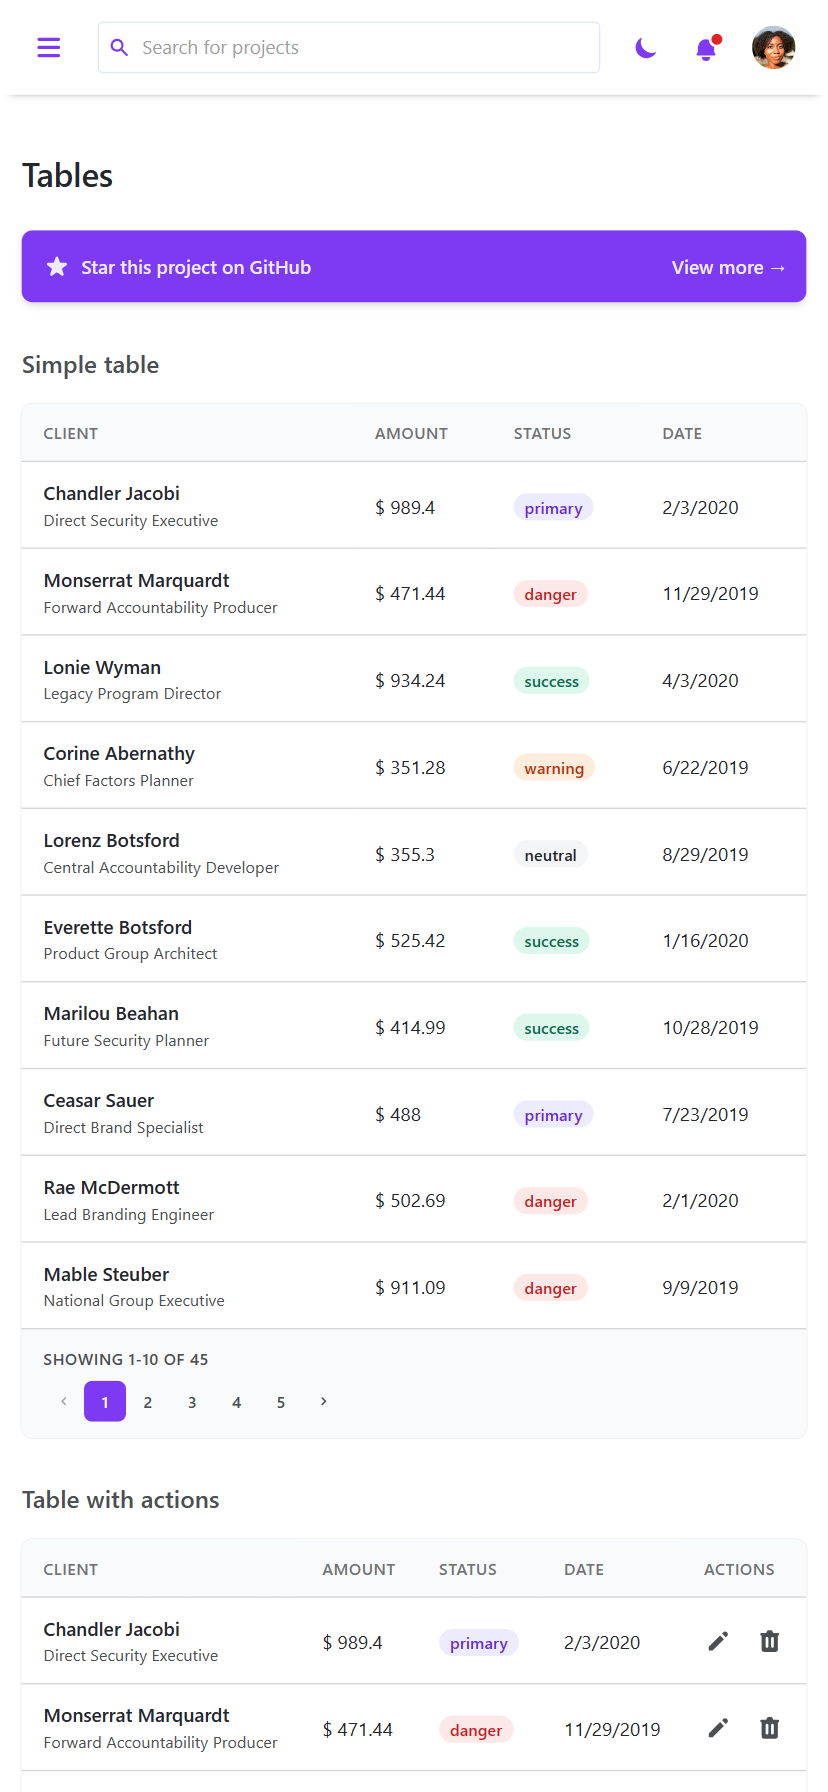 Search for projects
Tables
Star this project on GitHub View more →
Simple table
CLIENT AMOUNT STATUS DATE
Chandler Jacobi
Direct Security Executive
$ 989.4 primary 2/3/2020
Monserrat Marquardt
Forward Accountability Producer
$ 471.44 danger 11/29/2019
Lonie Wyman
Legacy Program Director
$ 934.24 success 4/3/2020
Corine Abernathy
Chief Factors Planner
$ 351.28 warning 6/22/2019
Lorenz Botsford
Central Accountability Developer
$ 355.3 neutral 8/29/2019
Everette Botsford
Product Group Architect
$ 525.42 success 1/16/2020
Marilou Beahan
Future Security Planner
$ 414.99 success 10/28/2019
Ceasar Sauer
Direct Brand Specialist
$ 488 primary 7/23/2019
Rae McDermott
Lead Branding Engineer
$ 502.69 danger 2/1/2020
Mable Steuber
National Group Executive
$ 911.09 danger 9/9/2019
SHOWING 1-10 OF 45
1 2 3 4 5
Table with actions
CLIENT AMOUNT STATUS DATE ACTIONS
Chandler Jacobi
Direct Security Executive
$ 989.4 primary 2/3/2020
Monserrat Marquardt
Forward Accountability Producer
$ 471.44 danger 11/29/2019